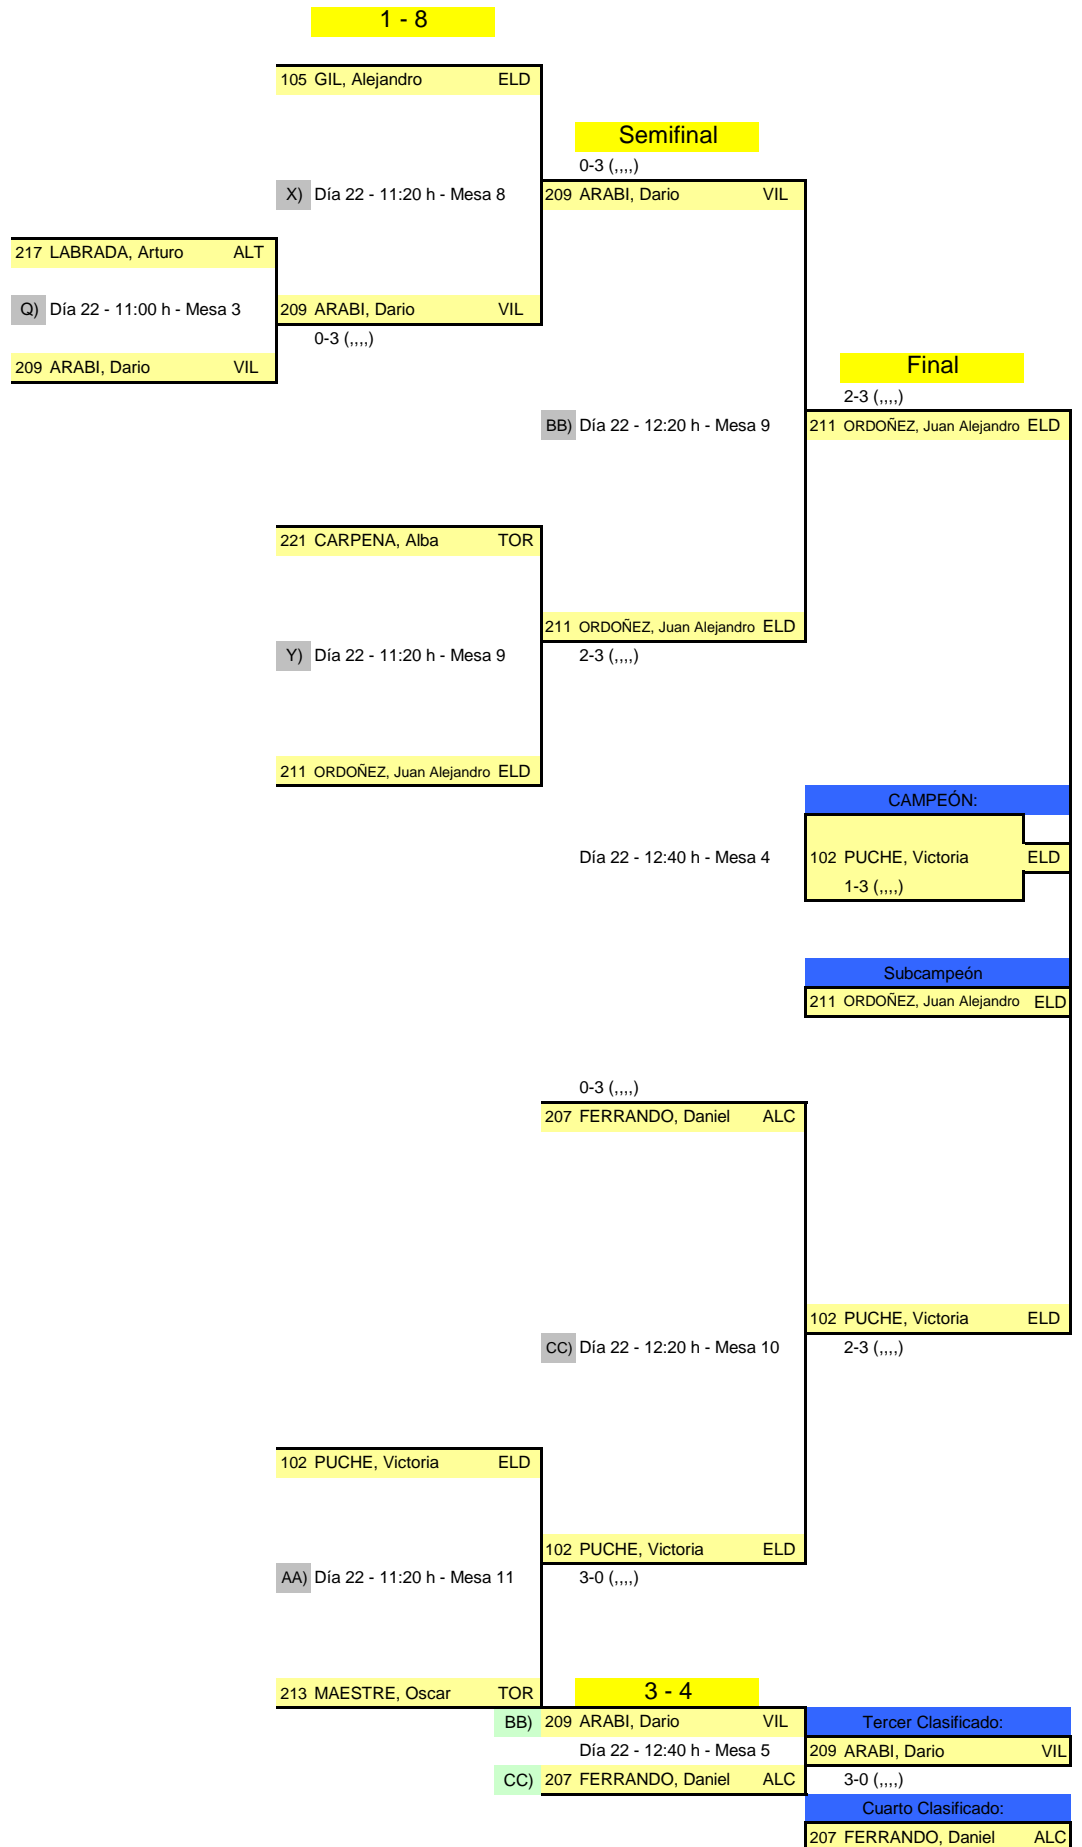 1 - 8
105 GIL, Alejandro ELD
Semifinal
0-3 (,,,,)
X) Día 22 - 11:20 h - Mesa 8
209 ARABI, Dario VIL
217 LABRADA, Arturo ALT
Q) Día 22 - 11:00 h - Mesa 3
209 ARABI, Dario VIL
0-3 (,,,,)
209 ARABI, Dario VIL
Final
2-3 (,,,,)
BB) Día 22 - 12:20 h - Mesa 9
211 ORDOÑEZ, Juan Alejandro ELD
221 CARPENA, Alba TOR
211 ORDOÑEZ, Juan Alejandro ELD
Y) Día 22 - 11:20 h - Mesa 9
2-3 (,,,,)
211 ORDOÑEZ, Juan Alejandro ELD
CAMPEÓN:
Día 22 - 12:40 h - Mesa 4
102 PUCHE, Victoria ELD
1-3 (,,,,)
Subcampeón
211 ORDOÑEZ, Juan Alejandro ELD
0-3 (,,,,)
207 FERRANDO, Daniel ALC
102 PUCHE, Victoria ELD
CC) Día 22 - 12:20 h - Mesa 10
2-3 (,,,,)
102 PUCHE, Victoria ELD
102 PUCHE, Victoria ELD
AA) Día 22 - 11:20 h - Mesa 11
3-0 (,,,,)
213 MAESTRE, Oscar TOR
3 - 4
BB) 209 ARABI, Dario VIL
Tercer Clasificado:
Día 22 - 12:40 h - Mesa 5
209 ARABI, Dario VIL
CC) 207 FERRANDO, Daniel ALC
3-0 (,,,,)
Cuarto Clasificado:
207 FERRANDO, Daniel ALC